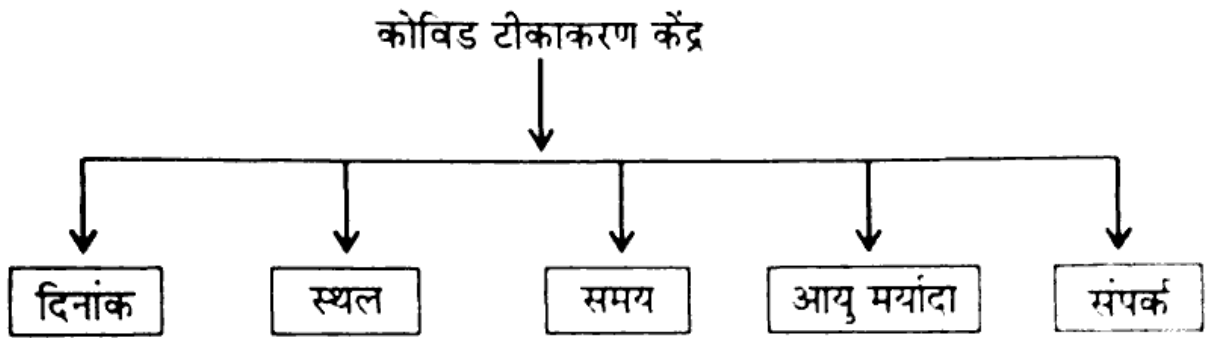 कोविड टीकाकरण केंद्र
दिनांक
स्थल
समय
आयु मर्यादा
संपर्क